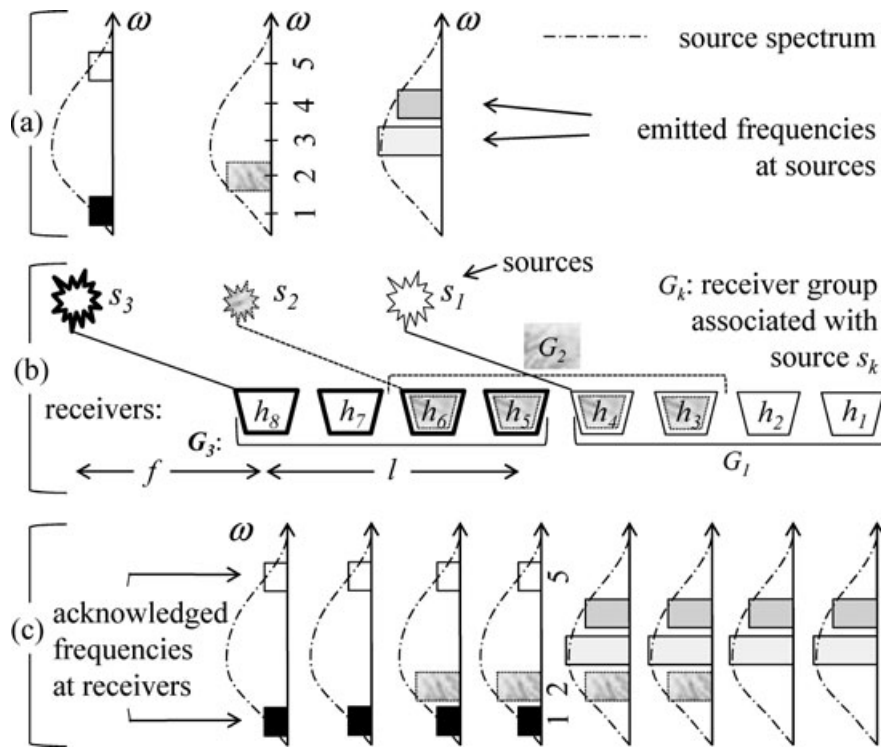 (a)
ω
ω
ω
5
4
3
2
1
source spectrum
emitted frequencies
at sources
(b)
s3
s2
s1
sources
Gk: receiver group
associated with
source sk
G2
receivers:
h8
h7
h6
h5
h4
h3
h2
h1
G3:
G1
f
l
(c)
ω
acknowledged
frequencies
at receivers
5
2
1